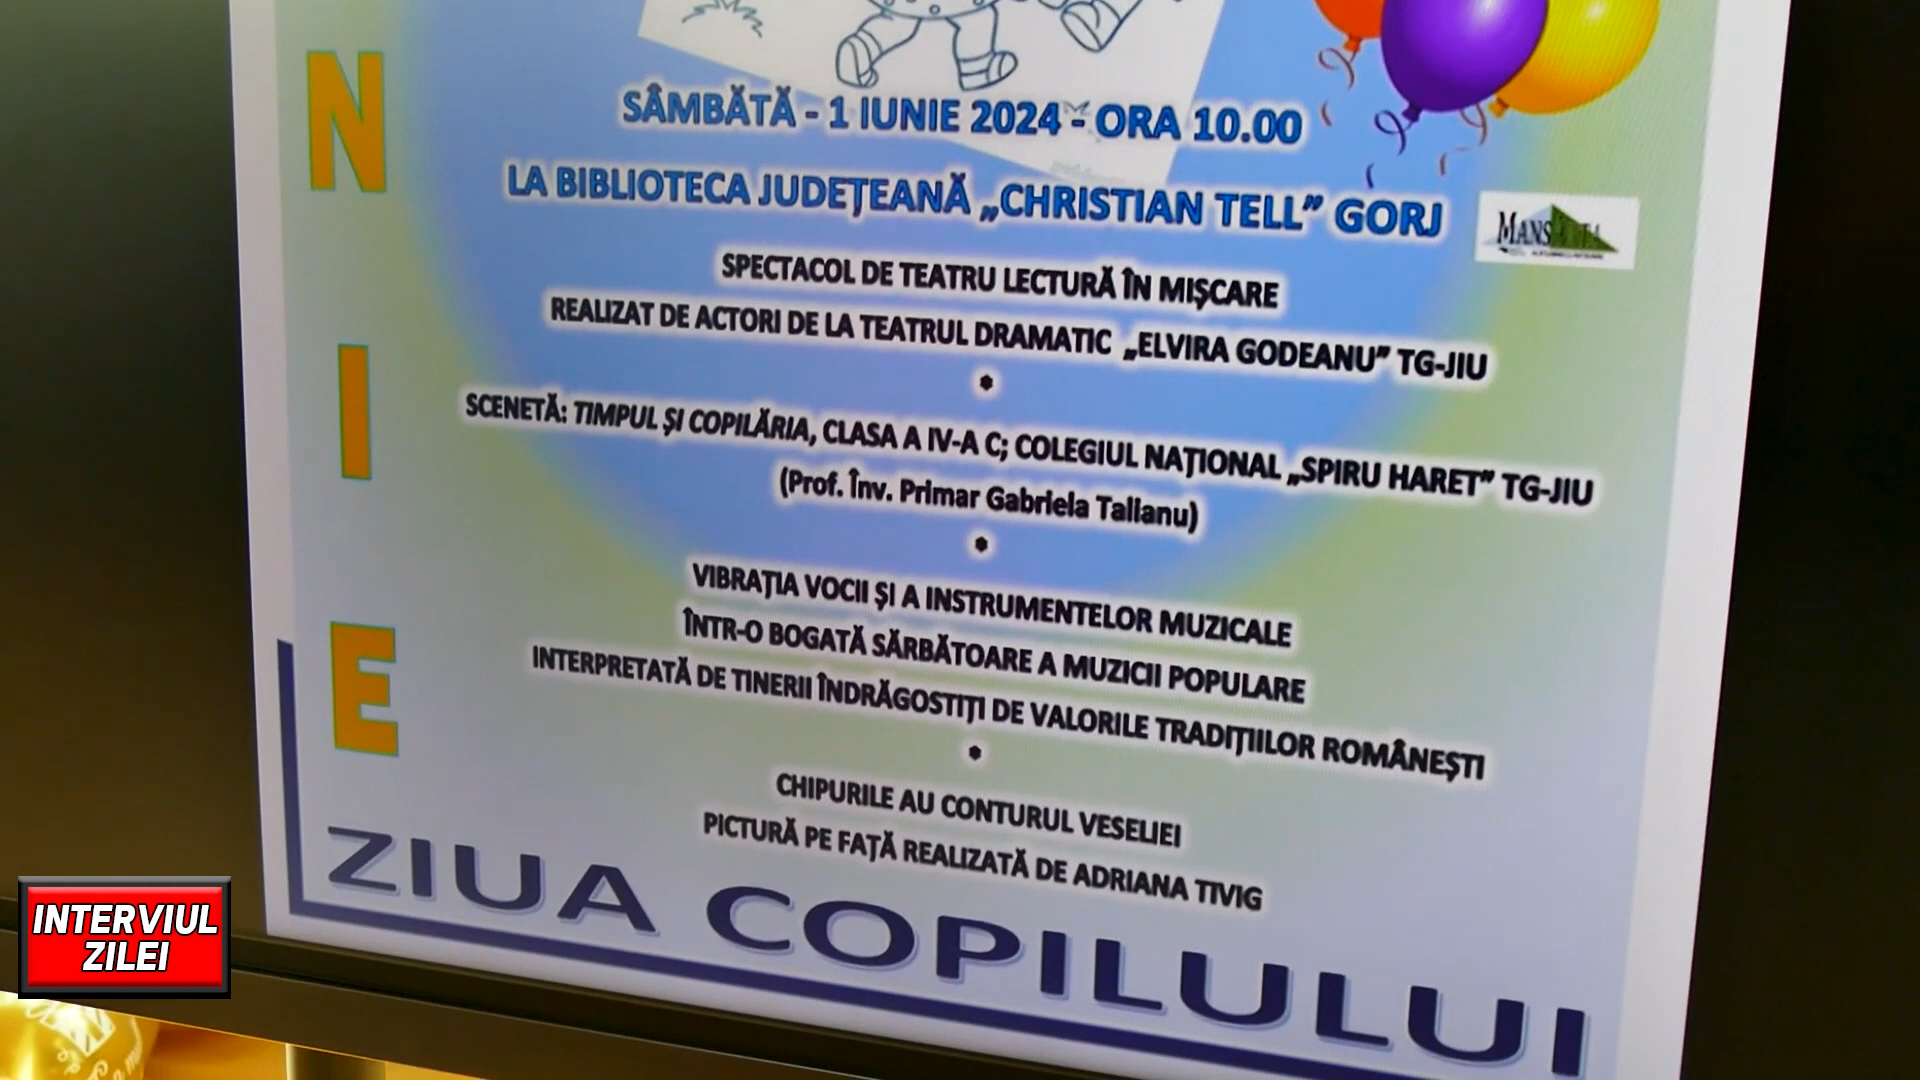 N
I
E
SÂMBĂTĂ - 1 IUNIE 2024 - ORA 10.00
LA BIBLIOTECA JUDEȚEANĂ „CHRISTIAN TELL” GORJ
SPECTACOL DE TEATRU LECTURĂ ÎN MIȘCARE
REALIZAT DE ACTORI DE LA TEATRUL DRAMATIC „ELVIRA GODEANU” TG-JIU
SCENETĂ: TIMPUL ȘI COPILĂRIA, CLASA A IV-A C; COLEGIUL NAȚIONAL „SPIRU HARET” TG-JIU
(Prof. Înv. Primar Gabriela Talianu)
VIBRAȚIA VOCII ȘI A INSTRUMENTELOR MUZICALE
ÎNTR-O BOGATĂ SĂRBĂTOARE A MUZICII POPULARE
INTERPRETATĂ DE TINERII ÎNDRĂGOSTIȚI DE VALORILE TRADIȚIILOR ROMÂNEȘTI
CHIPURILE AU CONTURUL VESELIEI
PICTURĂ PE FAȚĂ REALIZATĂ DE ADRIANA TIVIG
ZIUA COPILULUI
INTERVIUL
ZILEI